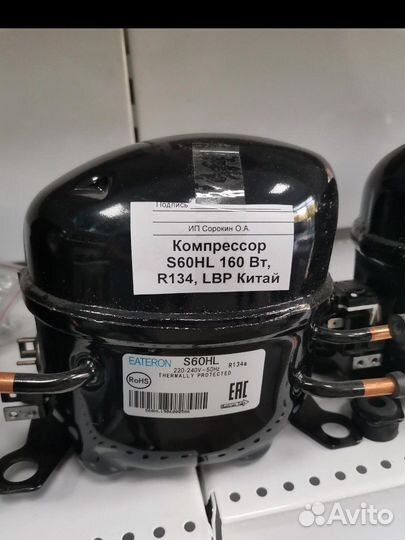 Подпись
ИП Сорокин О.А.
Компрессор
S60HL 160 Вт,
R134, LBP Китай
EATERON S60HL R134a
220-240V~50Hz
THERMALLY PROTECTED
RoHS
EAC
Avito